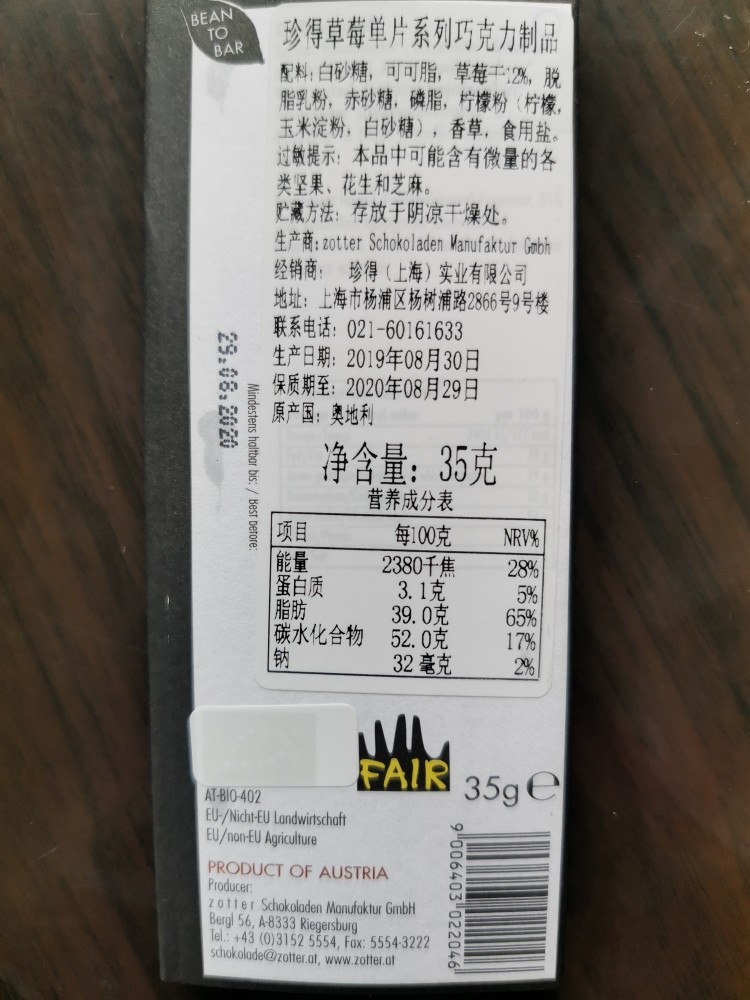 BEAN
TO
BAR
珍得草莓单片系列巧克力制品
配料：白砂糖，可可脂，草莓干12%，脱
脂乳粉，赤砂糖，磷脂，柠檬粉（柠檬，
玉米淀粉，白砂糖），香草，食用盐。
过敏提示：本品中可能含有微量的各
类坚果、花生和芝麻。
贮藏方法：存放于阴凉干燥处。
生产商：zotter Schokoladen Manufaktur Gmbh
经销商： 珍得（上海）实业有限公司
地址：上海市杨浦区杨树浦路2866号9号楼
联系电话：021-60161633
生产日期：2019年08月30日
保质期至：2020年08月29日
原产国：奥地利
净含量：35克
营养成分表
项目 每100克 NRV%
能量 2380千焦 28%
蛋白质 3.1克 5%
脂肪 39.0克 65%
碳水化合物 52.0克 17%
钠 32 毫克 2%
29.08.2020
Mindestens haltbar bis: / Best before:
FAIR
35g e
AT-BIO-402
EU-/Nicht-EU Landwirtschaft
EU/non-EU Agriculture
PRODUCT OF AUSTRIA
Producer:
zotter Schokoladen Manufaktur GmbH
Bergl 56, A-8333 Riegersburg
Tel.: +43 (0)3152 5554, Fax: 5554-3222
schokolade@zotter.at, www.zotter.at
9 006403 022046